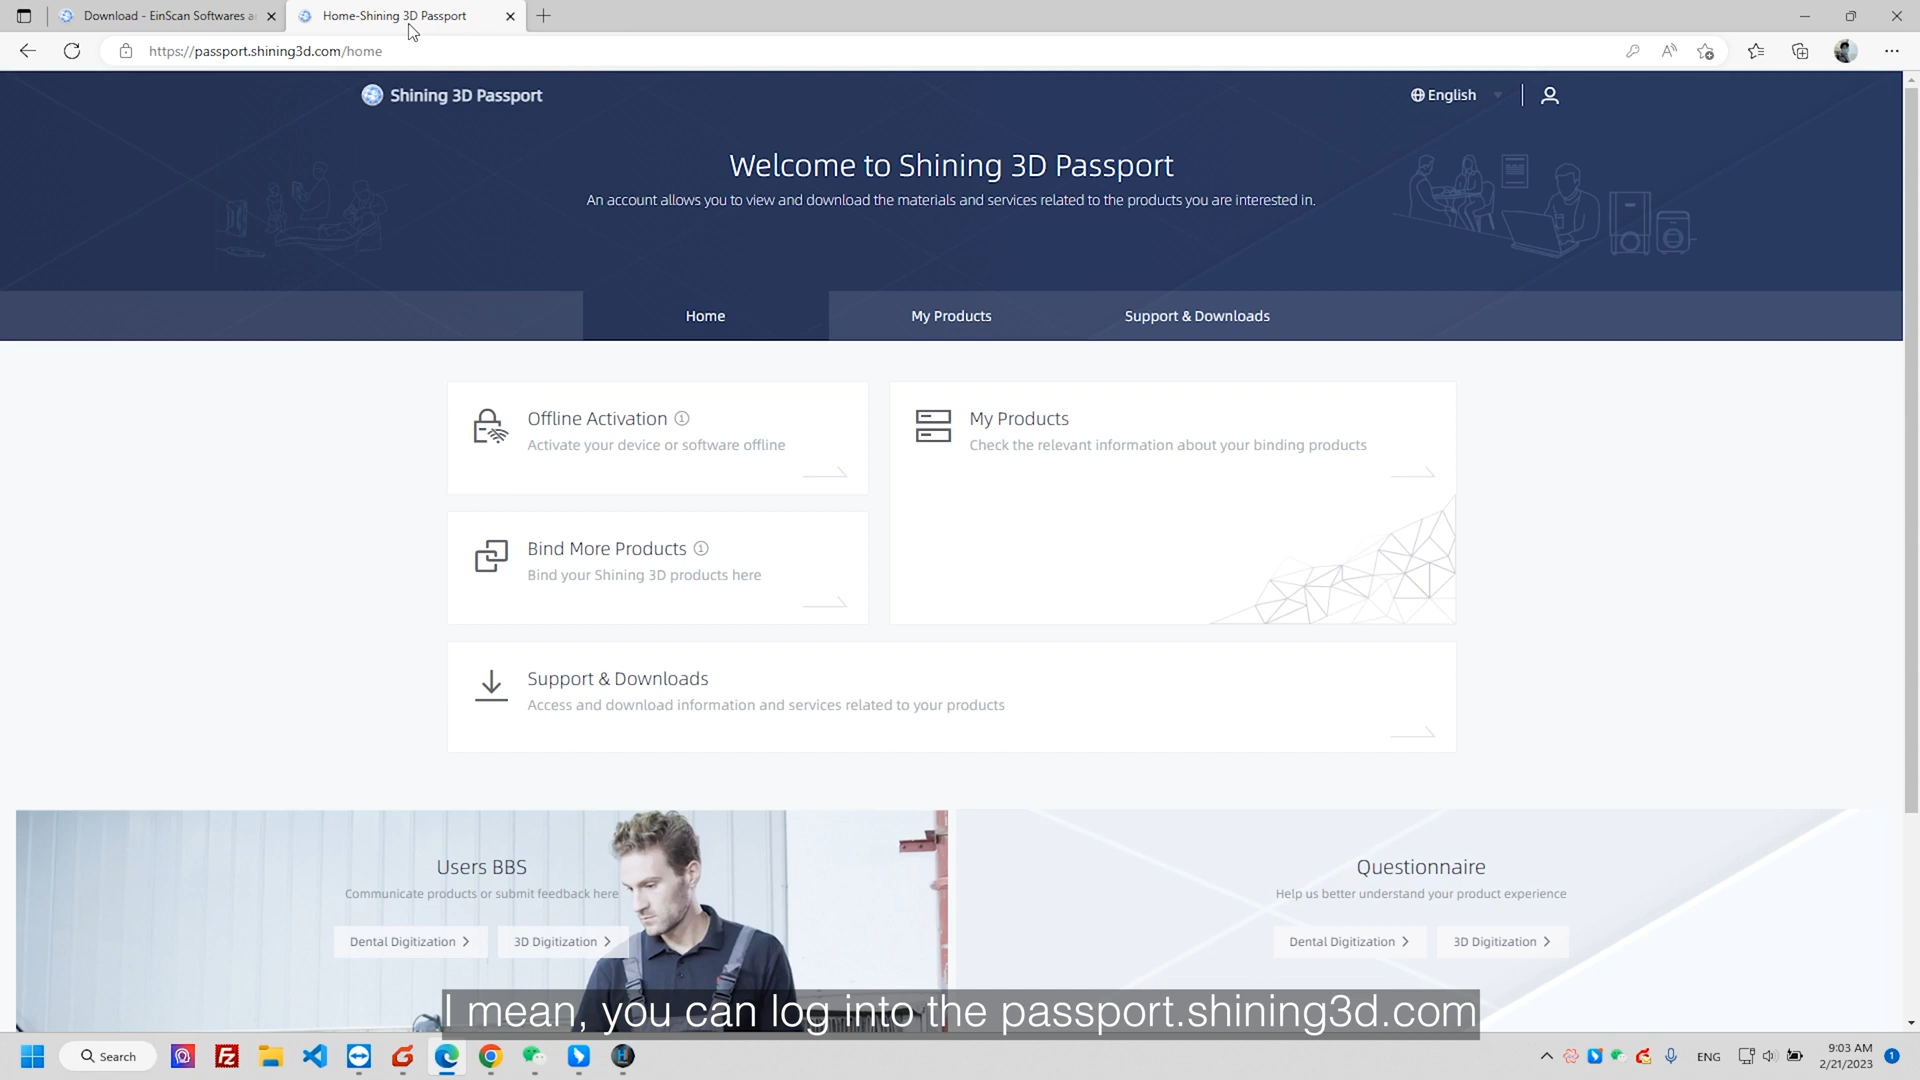 Download - EinScan Softwares a
Home-Shining 3D Passport
https://passport.shining3d.com/home
Shining 3D Passport
English
Welcome to Shining 3D Passport
An account allows you to view and download the materials and services related to the products you are interested in.
Home
My Products
Support & Downloads
Offline Activation
Activate your device or software offline
My Products
Check the relevant information about your binding products
Bind More Products
Bind your Shining 3D products here
Support & Downloads
Access and download information and services related to your products
Users BBS
Communicate products or submit feedback here
Dental Digitization >
3D Digitization >
Questionnaire
Help us better understand your product experience
Dental Digitization >
3D Digitization >
I mean, you can log into the passport.shining3d.com
Search
ENG
9:03 AM
2/21/2023
1